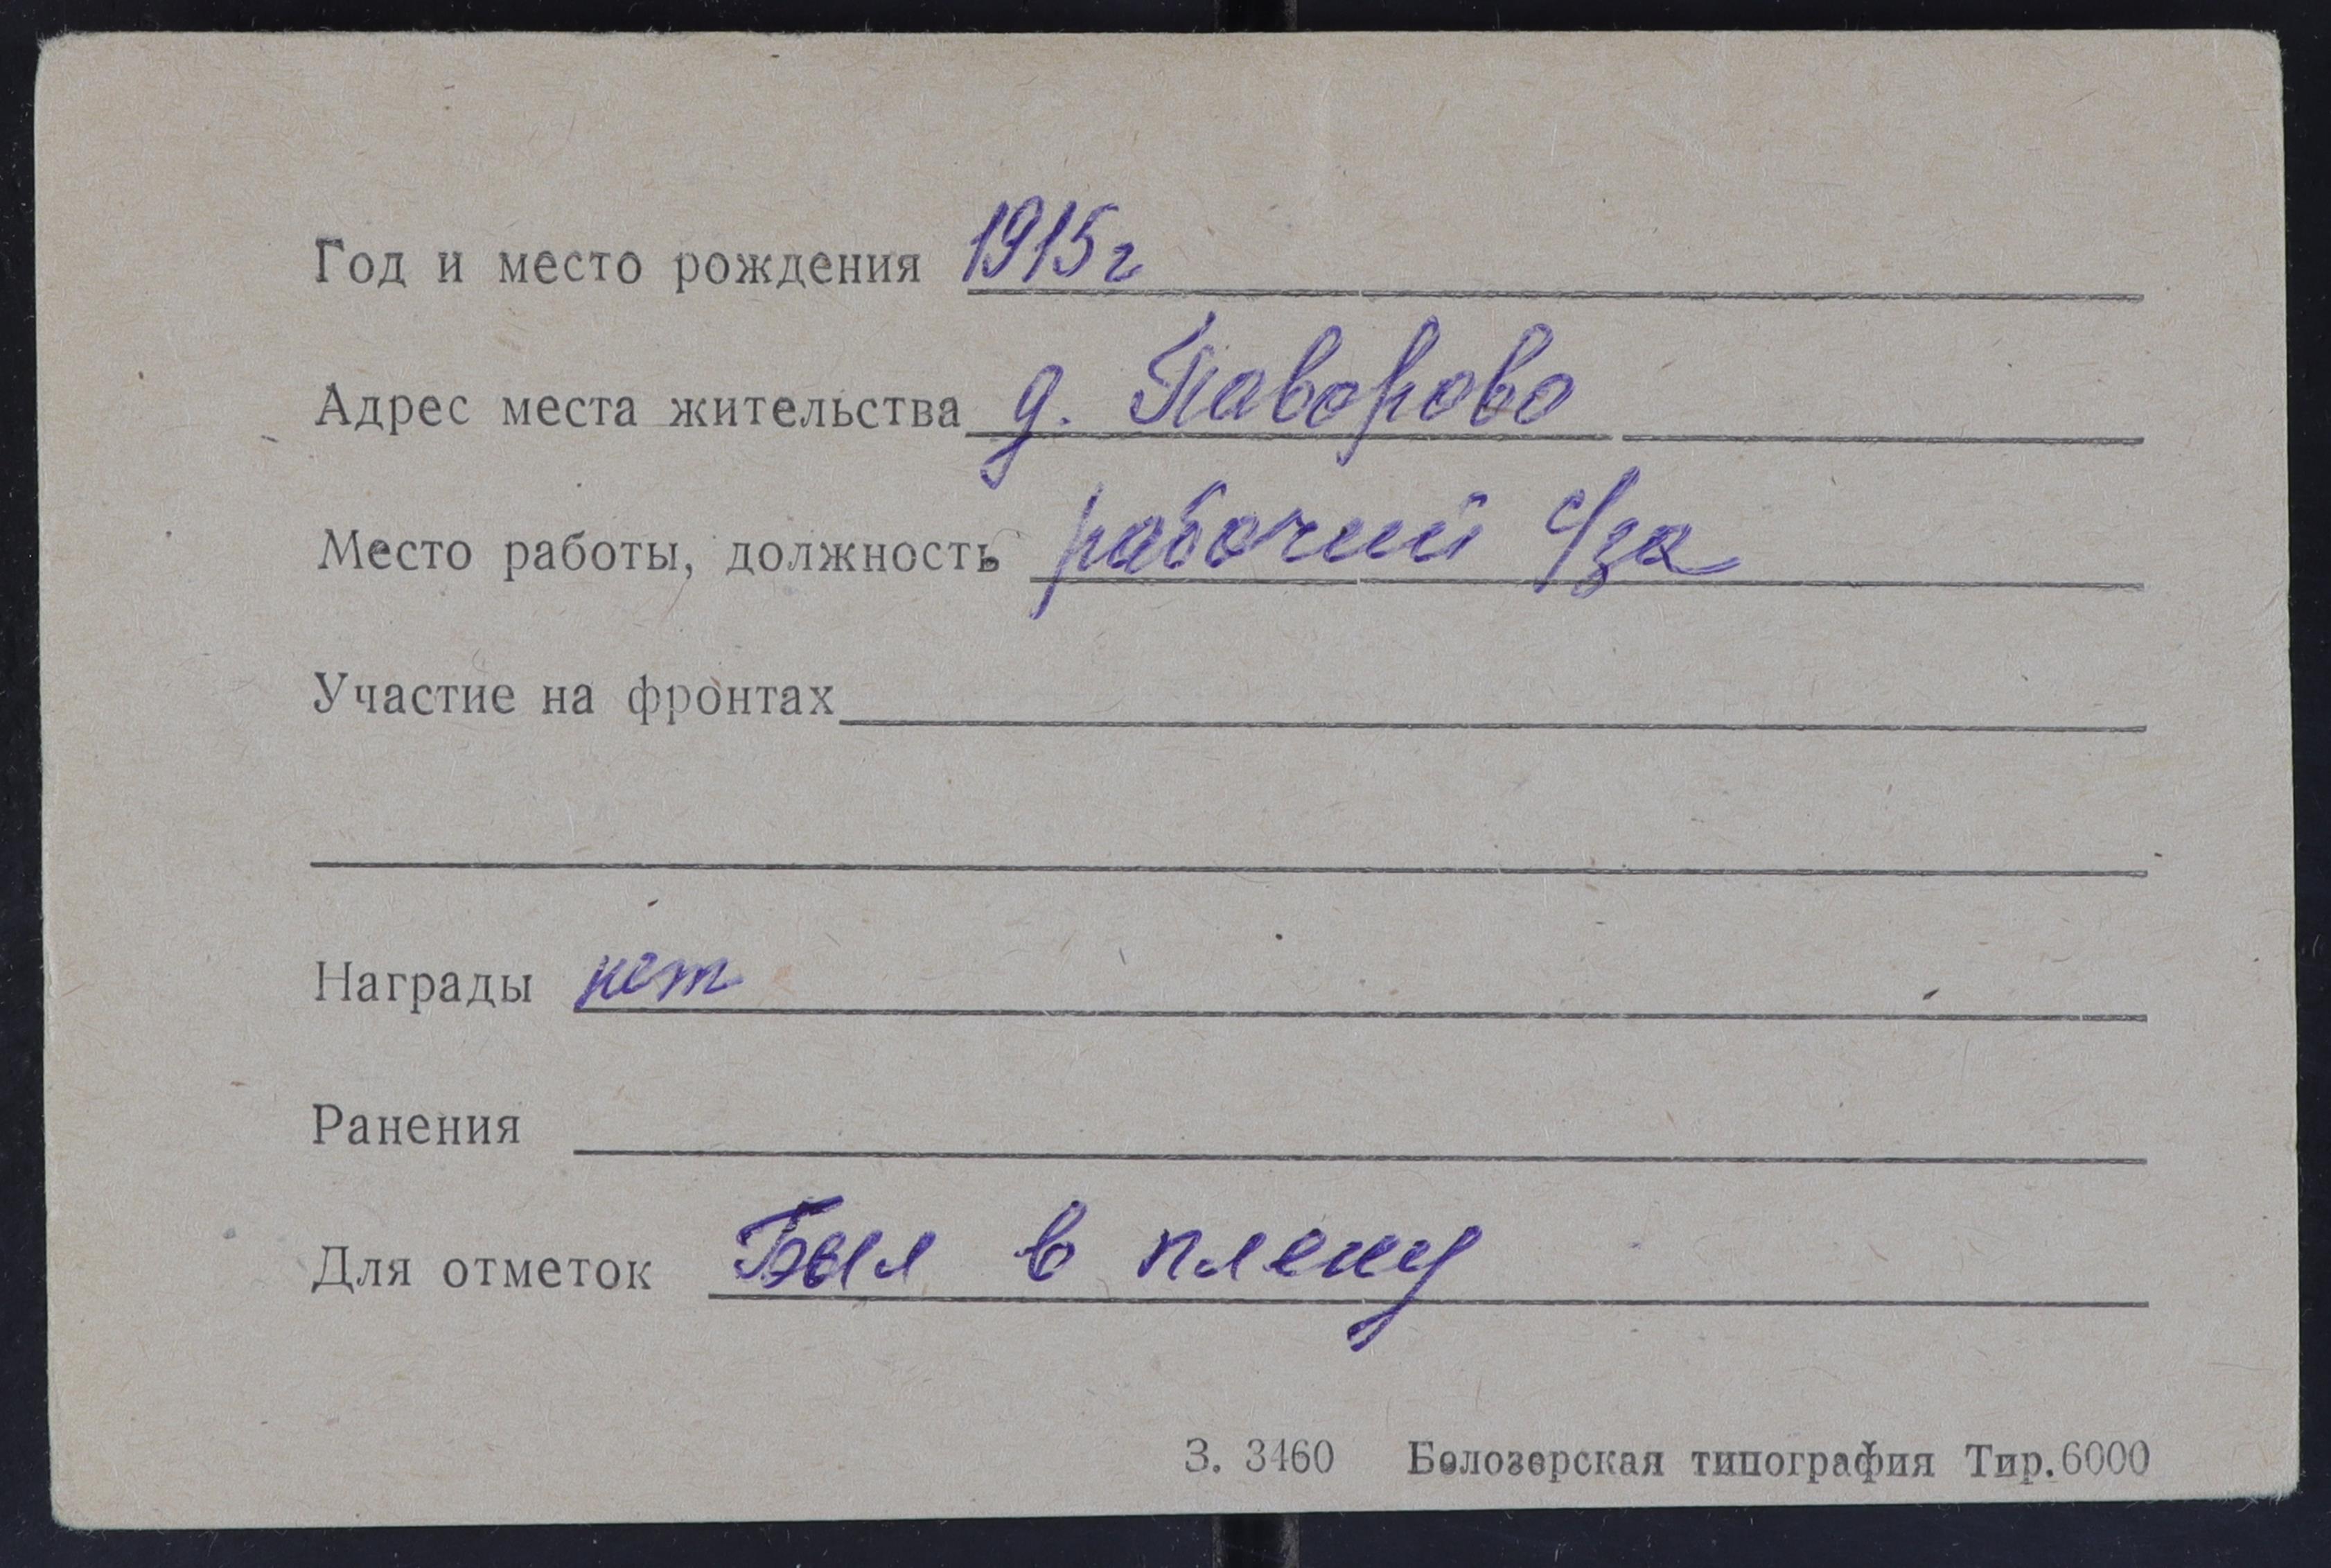 Год и место рождения 1915г
Адрес места жительства д. Паворово
Место работы, должность рабочий с/за
Участие на фронтах
Награды нет
Ранения
Для отметок Был в плену
З. 3460 Белозерская типография Тир. 6000